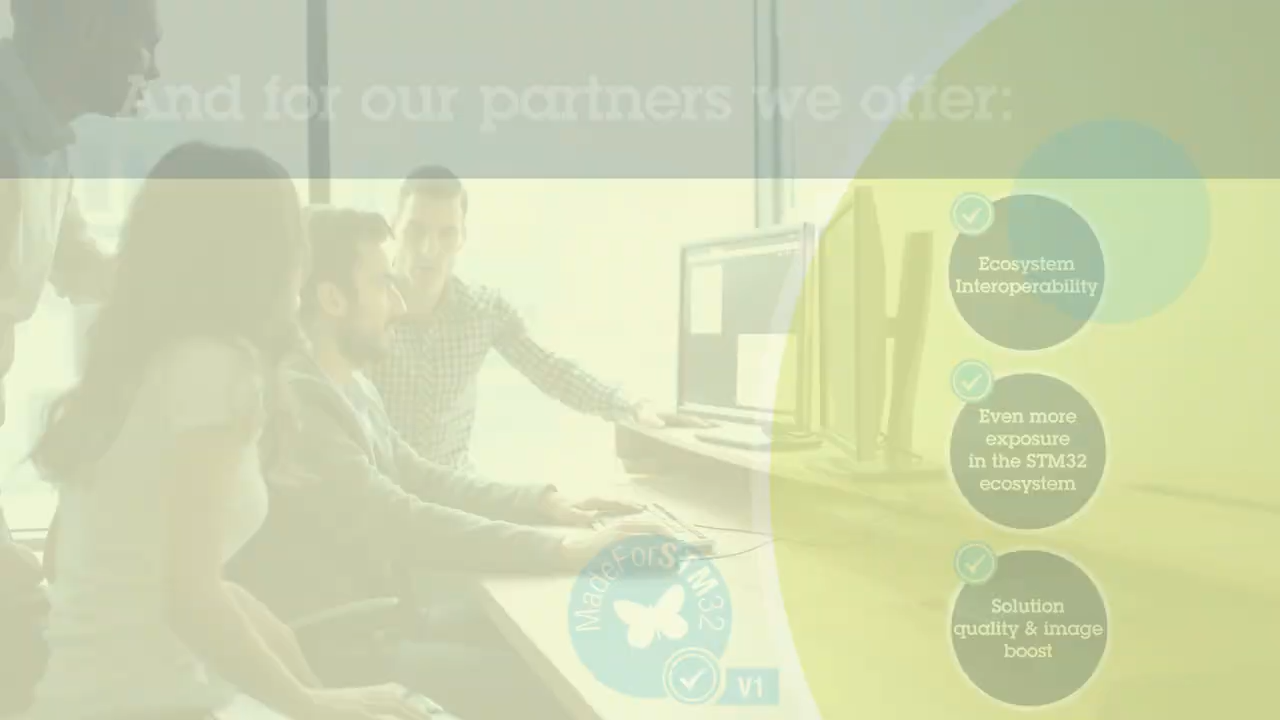 And for our partners we offer:
Ecosystem
Interoperability
Even more
exposure
in the STM32
ecosystem
Solution
quality & image
boost
MadeForSTM32
V1